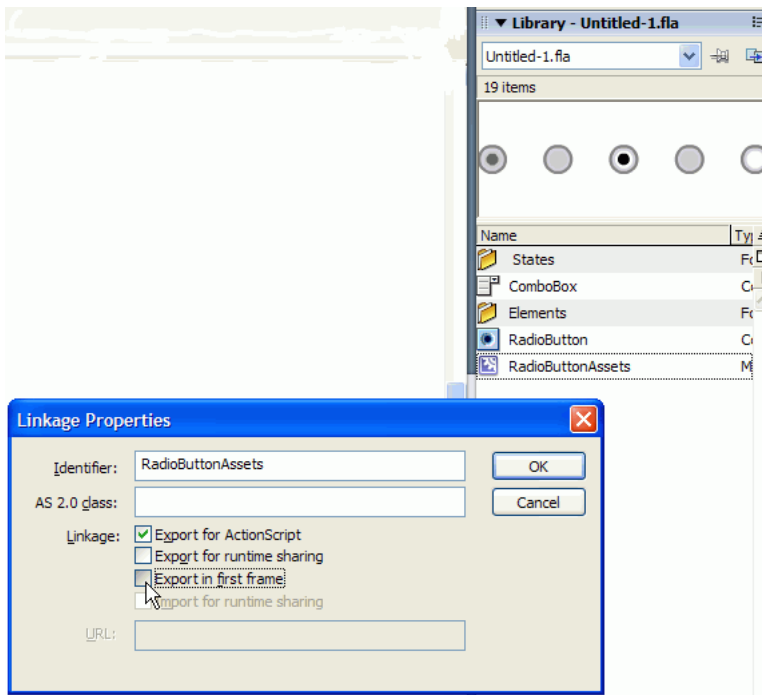 Library - Untitled-1.fla
Untitled-1.fla
19 items
Name
States
ComboBox
Elements
RadioButton
RadioButtonAssets
Linkage Properties
Identifier: RadioButtonAssets OK
AS 2.0 class: Cancel
Linkage: Export for ActionScript
Export for runtime sharing
Export in first frame
Import for runtime sharing
URL: